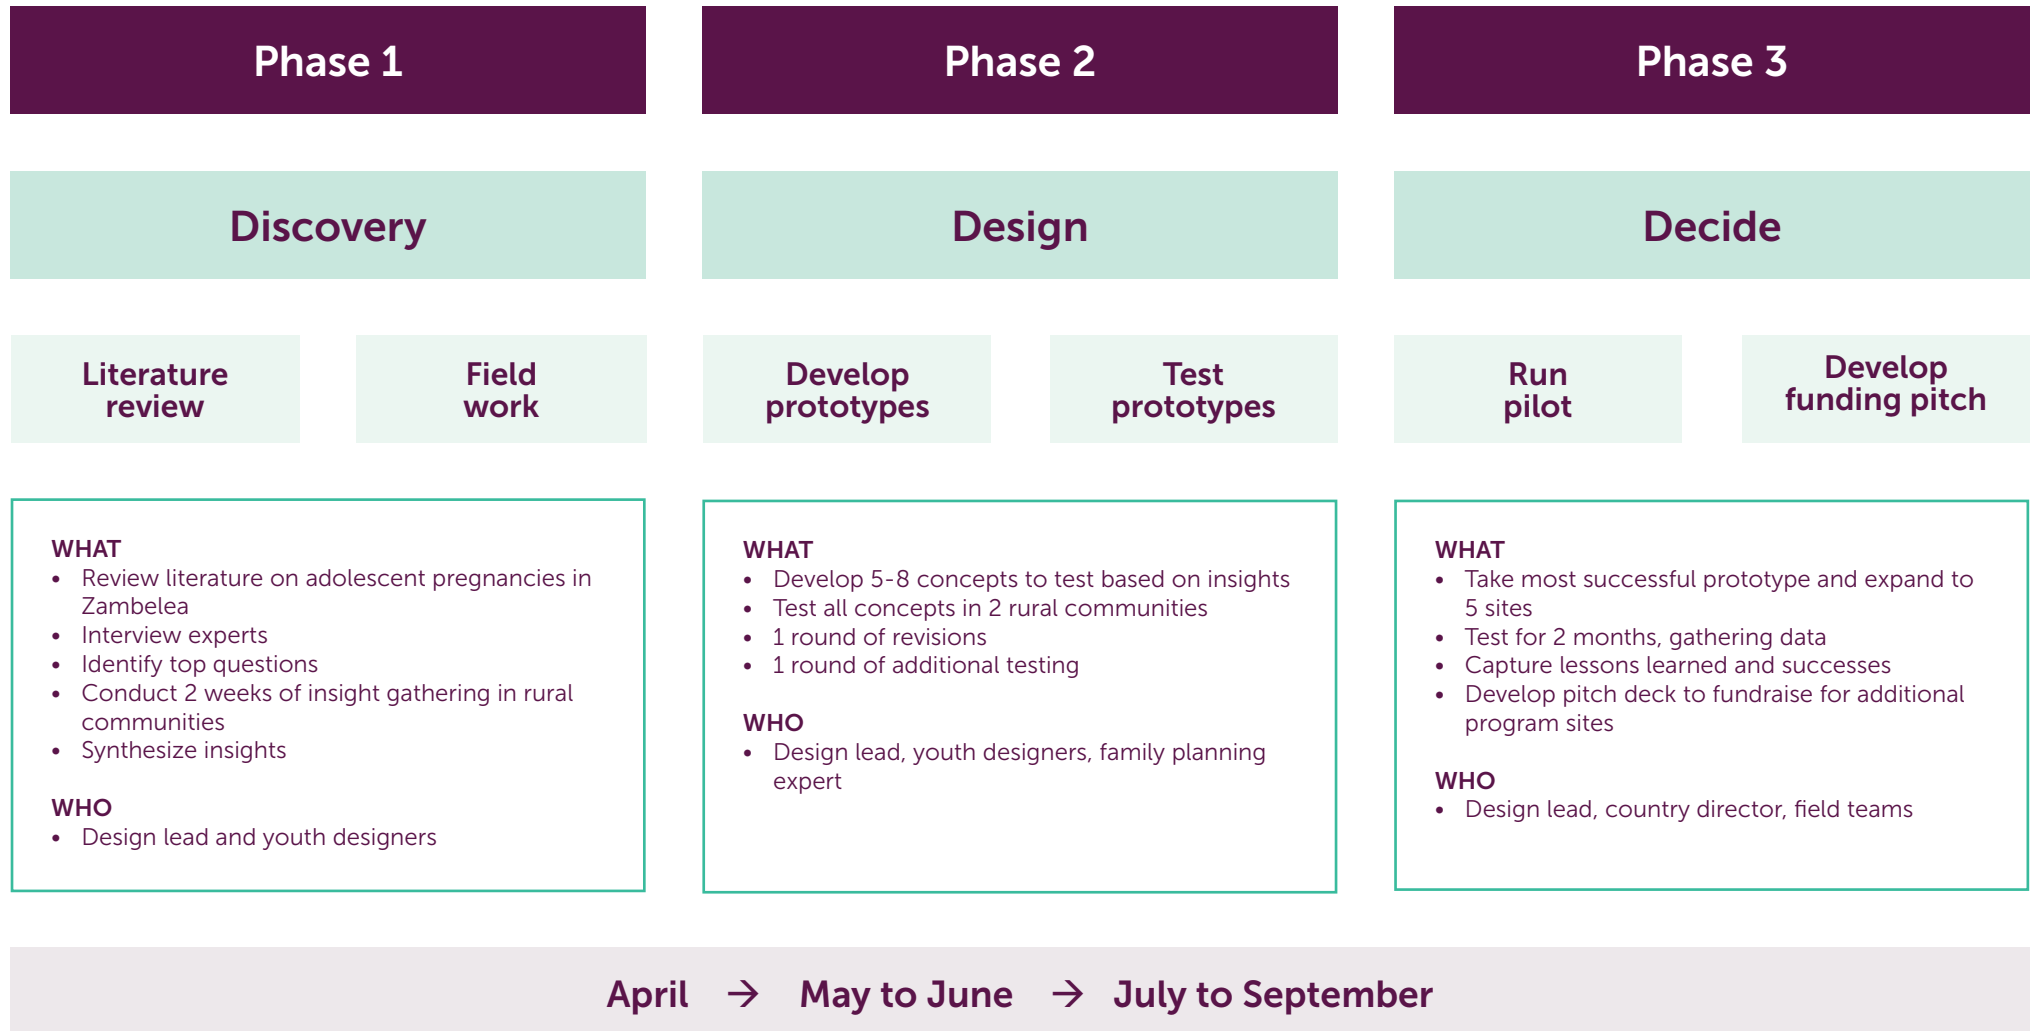 Phase 1
Phase 2
Phase 3
Discovery
Design
Decide
Literature
review
Field
work
Develop
prototypes
Test
prototypes
Run
pilot
Develop
funding pitch
WHAT
• Review literature on adolescent pregnancies in
Zambelea
• Interview experts
• Identify top questions
• Conduct 2 weeks of insight gathering in rural
communities
• Synthesize insights
WHO
• Design lead and youth designers
WHAT
• Develop 5-8 concepts to test based on insights
• Test all concepts in 2 rural communities
• 1 round of revisions
• 1 round of additional testing
WHO
• Design lead, youth designers, family planning
expert
WHAT
• Take most successful prototype and expand to
5 sites
• Test for 2 months, gathering data
• Capture lessons learned and successes
• Develop pitch deck to fundraise for additional
program sites
WHO
• Design lead, country director, field teams
April → May to June → July to September